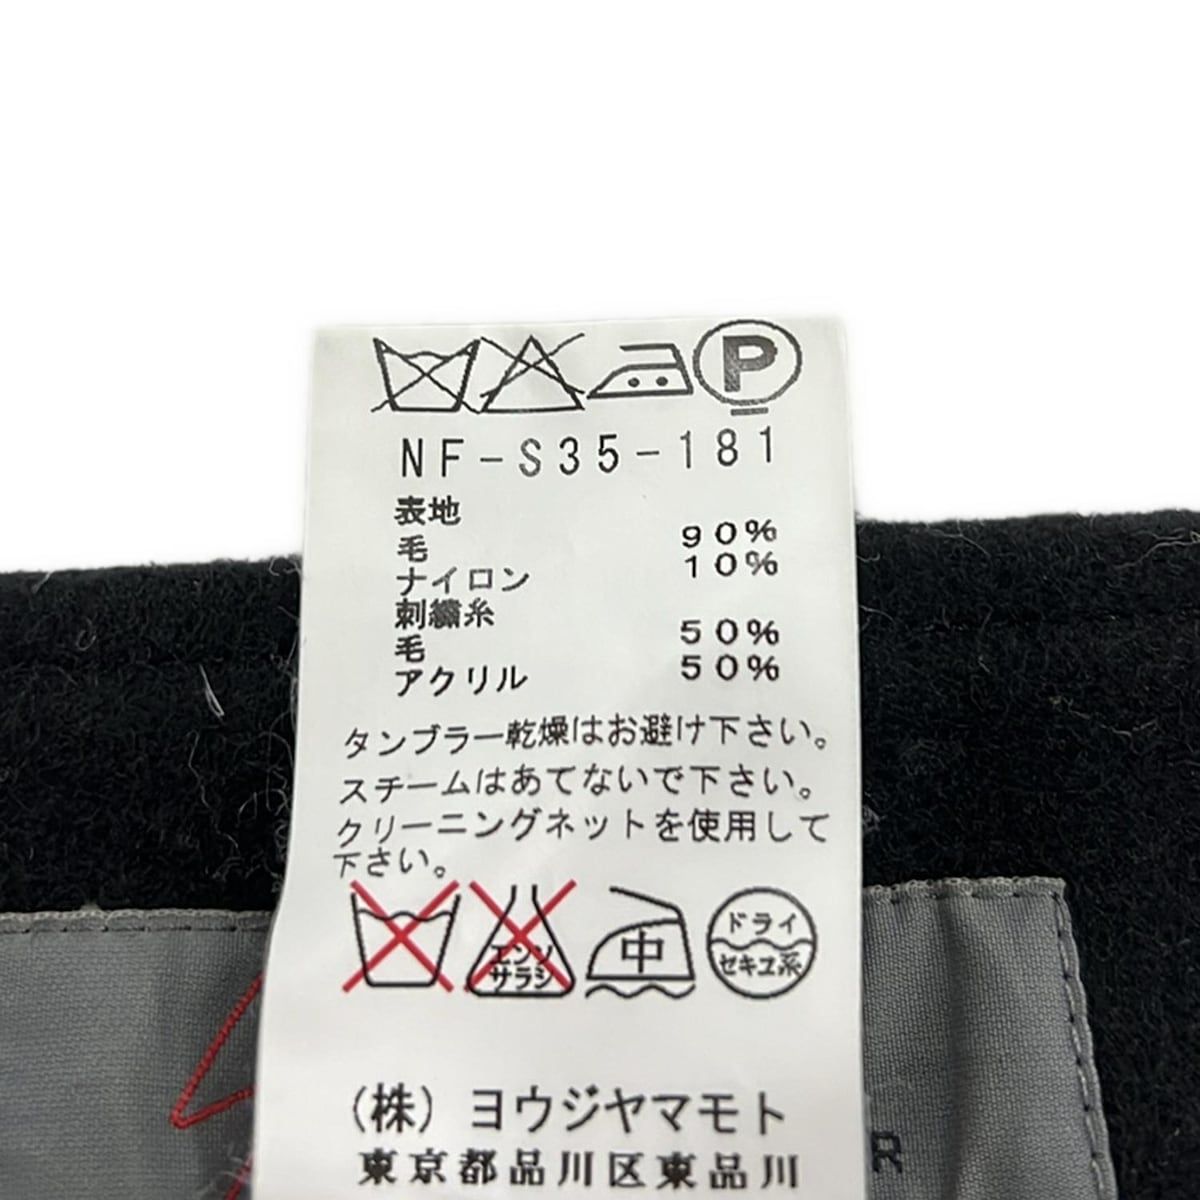 P
NF-S35-181
表地
毛 90%
ナイロン 10%
刺繍糸
毛 50%
アクリル 50%
タンブラー乾燥はお避け下さい。
スチームはあてないで下さい。
クリーニングネットを使用して
下さい。
エンソ
サラシ
中
ドライ
セキユ系
(株)ヨウジヤマモト
東京都品川区東品川
R